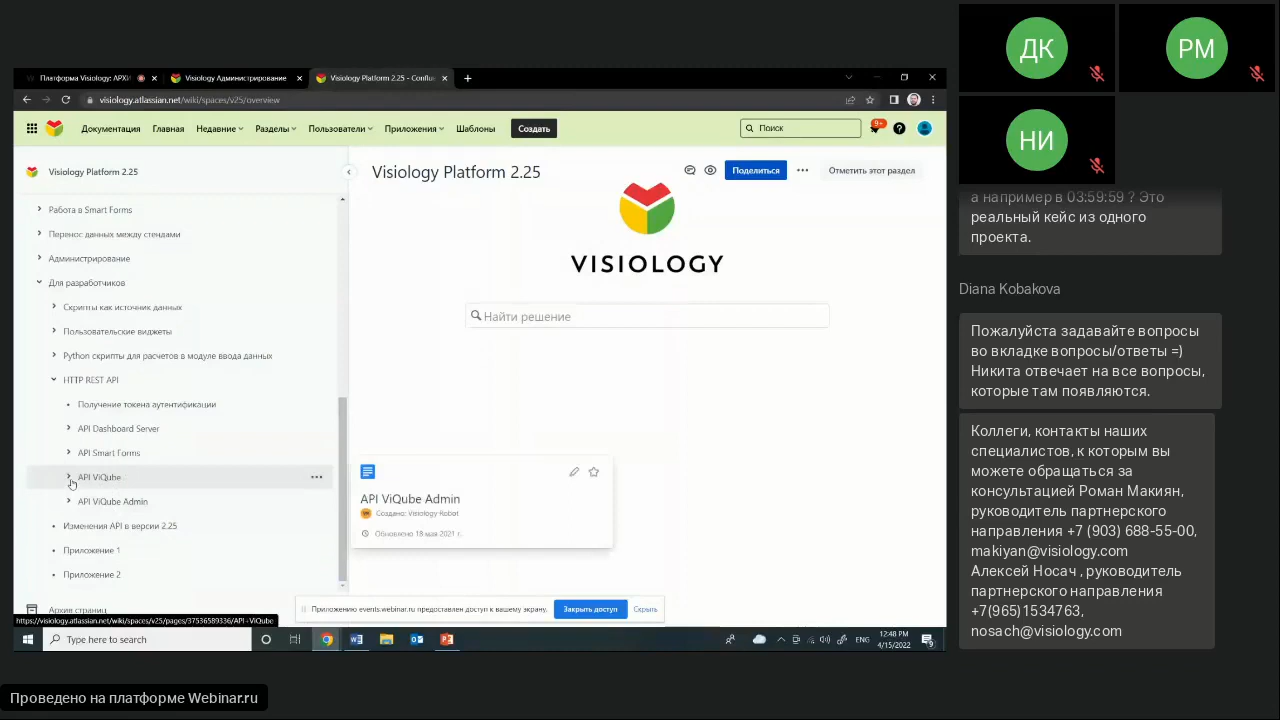 Платформа Visiology: АРХИ
Visiology Администрирование
Visiology Platform 2.25 - Conflue
visiology.atlassian.net/wiki/spaces/v25/overview
Документация Главная Недавние Разделы Пользователи Приложения Шаблоны Создать
Поиск
9+
Visiology Platform 2.25
Работа в Smart Forms
Перенос данных между стендами
Администрирование
Для разработчиков
Скрипты как источник данных
Пользовательские виджеты
Python скрипты для расчетов в модуле ввода данных
HTTP REST API
Получение токена аутентификации
API Dashboard Server
API Smart Forms
API ViQube
API ViQube Admin
Изменения API в версии 2.25
Приложение 1
Приложение 2
Архив страниц
Visiology Platform 2.25
Поделиться
Отметить этот раздел
VISIOLOGY
Найти решение
API ViQube Admin
Создано: Visiology-Robot
Обновлено 18 мая 2021 г.
Приложению events.webinar.ru предоставлен доступ к вашему экрану.
Закрыть доступ
Скрыть
https://visiology.atlassian.net/wiki/spaces/v25/pages/37536589336/API+ViQube
Type here to search
ENG
12:48 PM
4/15/2022
Проведено на платформе Webinar.ru
ДК
РМ
НИ
а например в 03:59:59 ? Это
реальный кейс из одного
проекта.
Diana Kobakova
Пожалуйста задавайте вопросы
во вкладке вопросы/ответы =)
Никита отвечает на все вопросы,
которые там появляются.
Коллеги, контакты наших
специалистов, к которым вы
можете обращаться за
консультацией Роман Макиян,
руководитель партнерского
направления +7 (903) 688-55-00,
makiyan@visiology.com
Алексей Носач , руководитель
партнерского направления
+7(965)1534763,
nosach@visiology.com